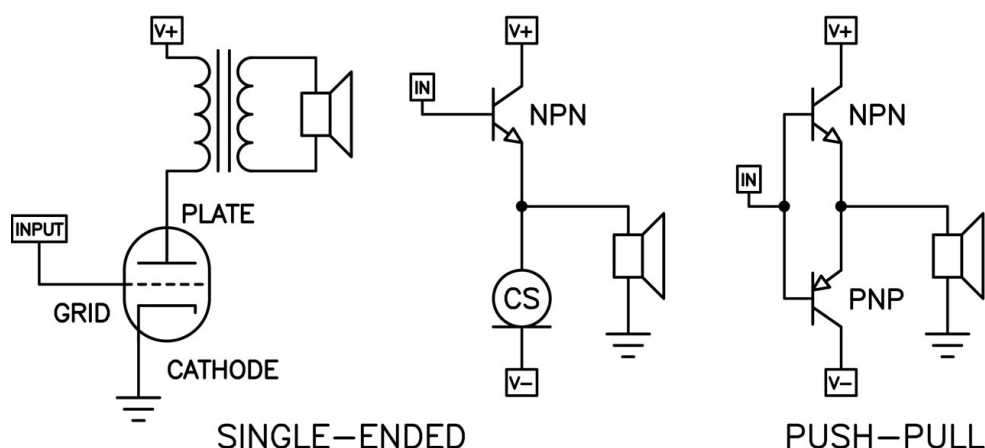 V+
INPUT
PLATE
GRID
CATHODE
V+
IN
NPN
CS
V−
SINGLE−ENDED
V+
IN
NPN
PNP
V−
PUSH−PULL